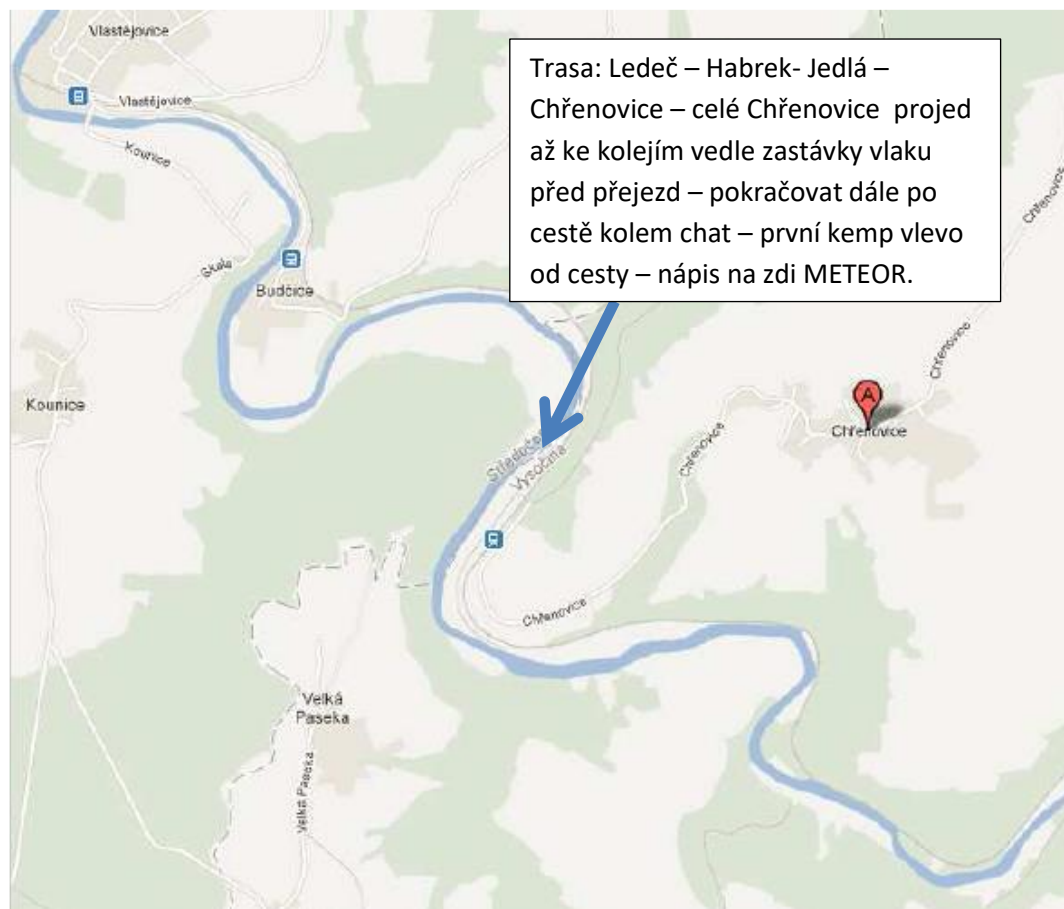 Vlastějovice
Trasa: Ledeč – Habrek- Jedlá –
Chřenovice – celé Chřenovice projed
až ke kolejím vedle zastávky vlaku
před přejezd – pokračovat dále po
cestě kolem chat – první kemp vlevo
od cesty – nápis na zdi METEOR.
Vlastějovice
Kounice
Chřenovice
Skala
Budčice
Chřenovice
Kounice
A
Chřenovice
Chřenovice
Vysočina
Chřenovice
Velká
Paseka
Velká Paseka